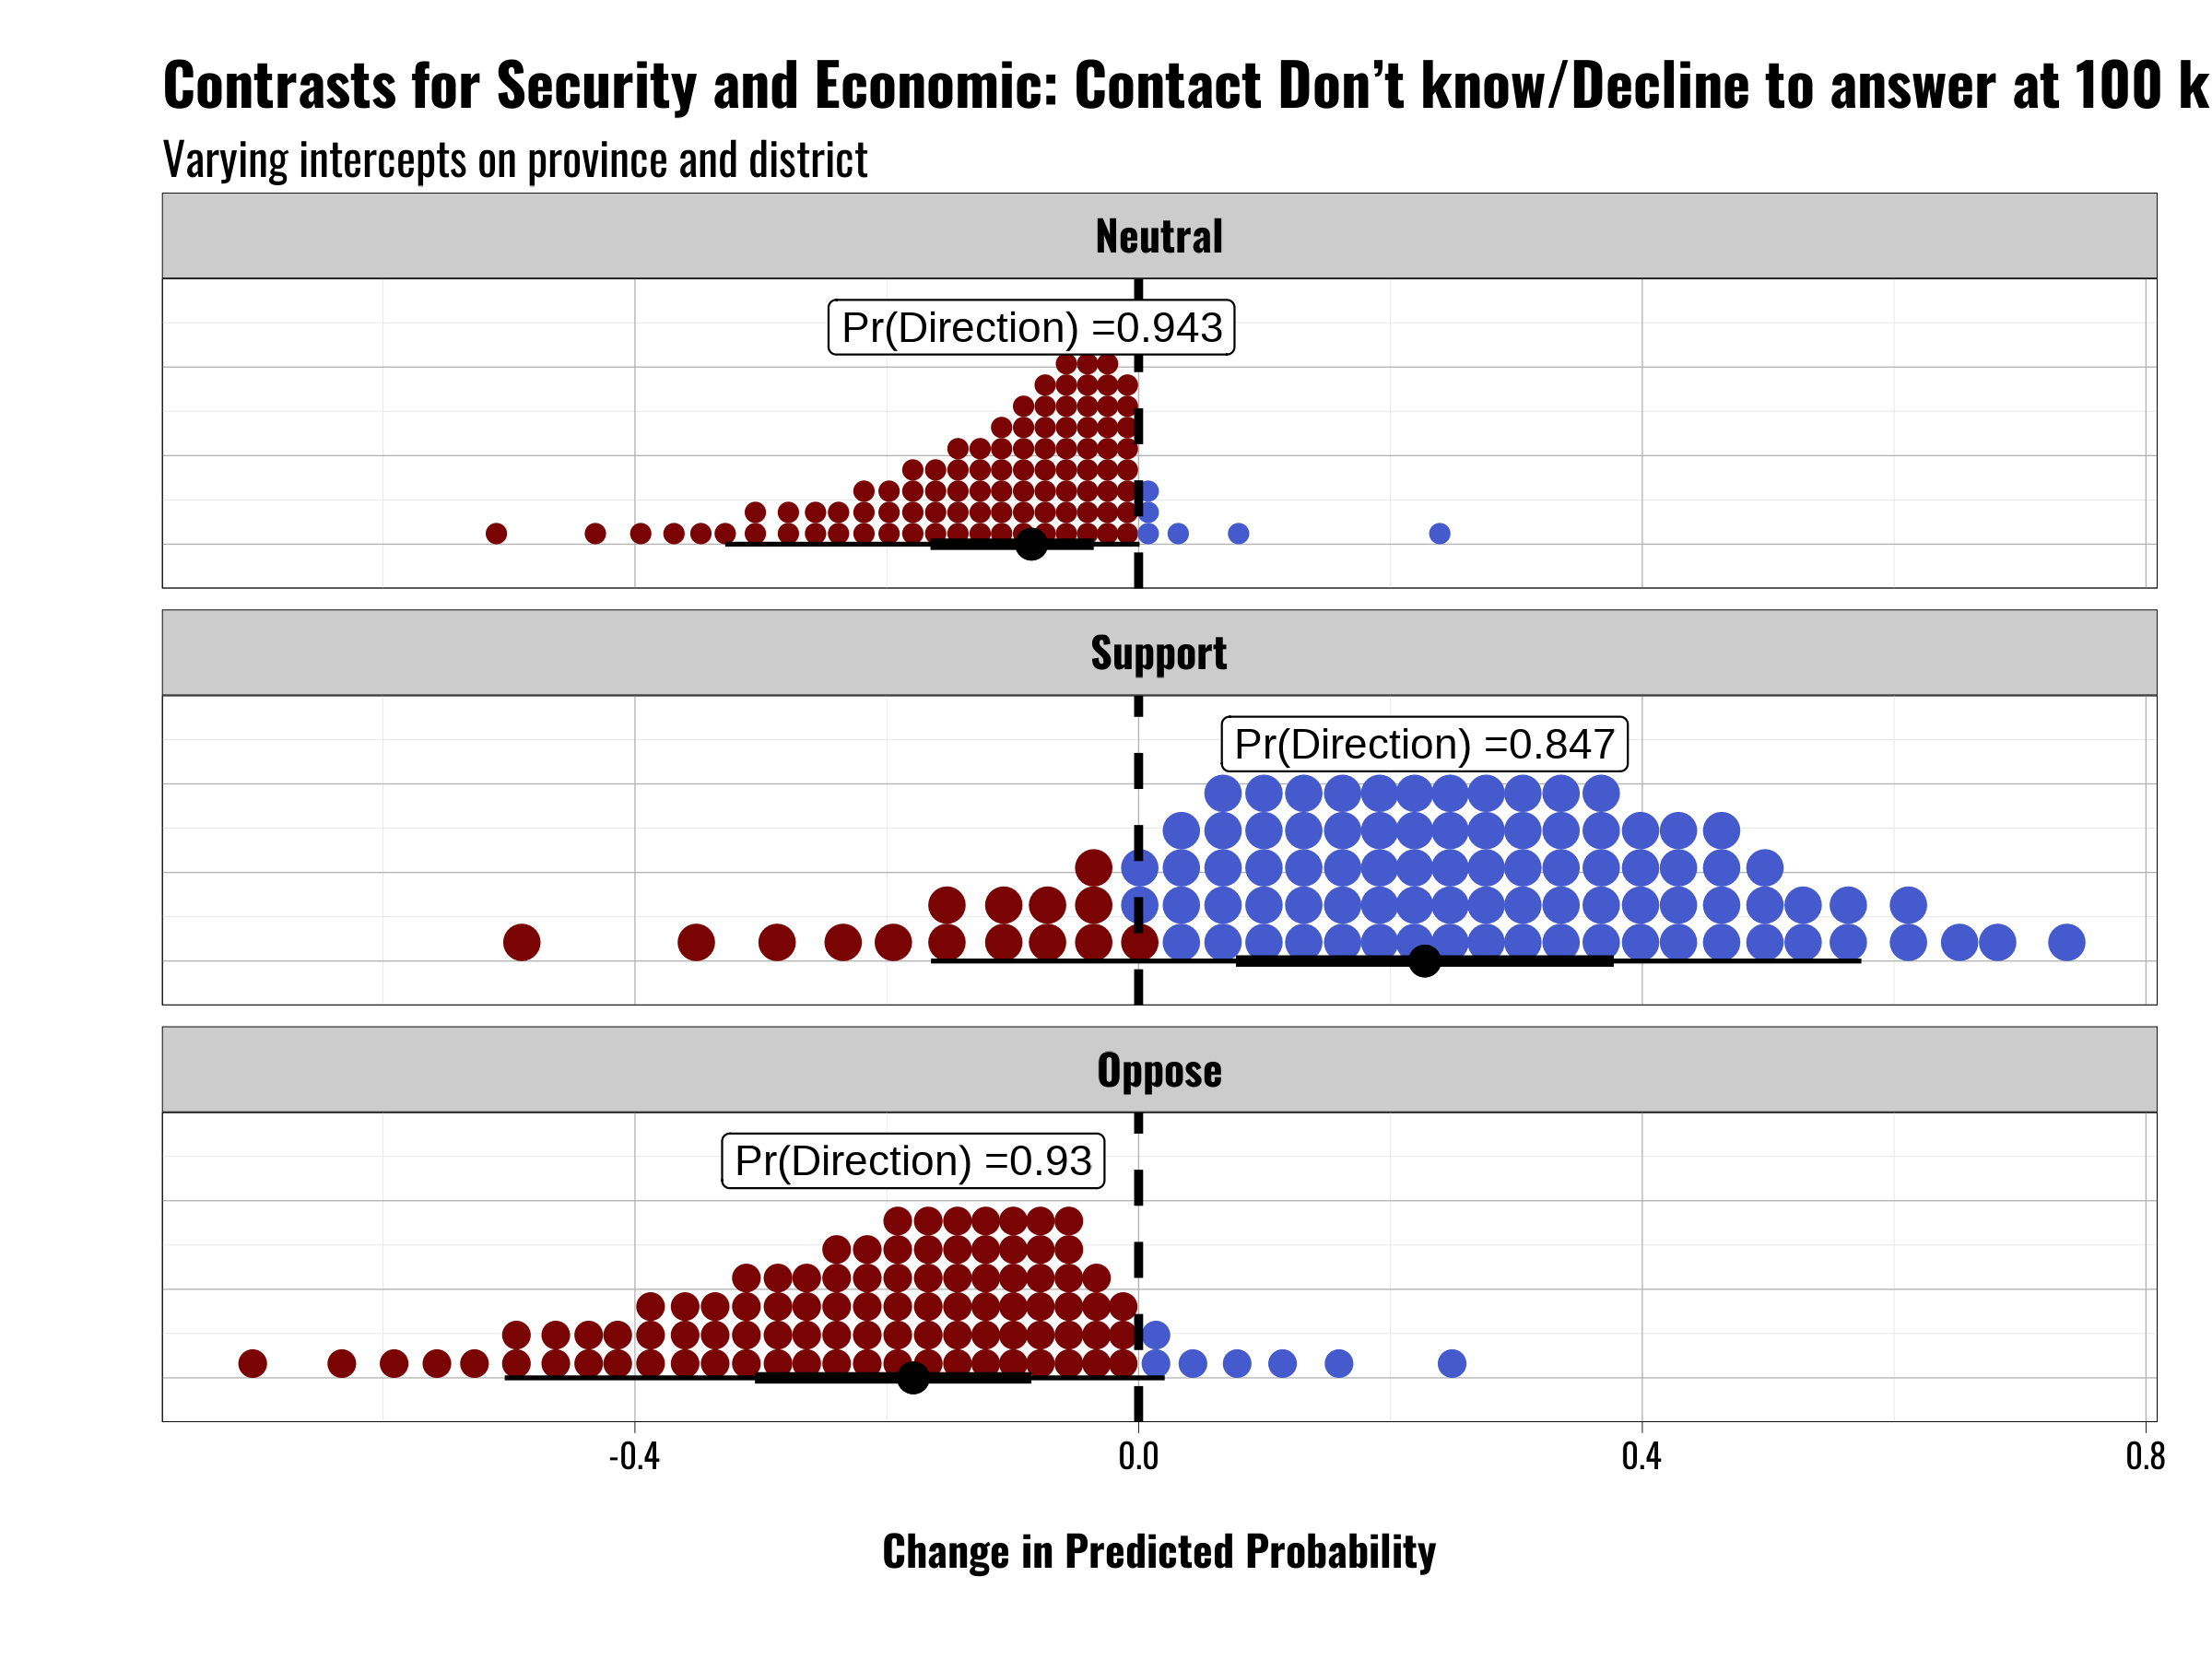 Contrasts for Security and Economic: Contact Don’t know/Decline to answer at 100 k
Varying intercepts on province and district
Neutral
Pr(Direction) =0.943
Support
Pr(Direction) =0.847
Oppose
Pr(Direction) =0.93
-0.4 0.0 0.4 0.8
Change in Predicted Probability